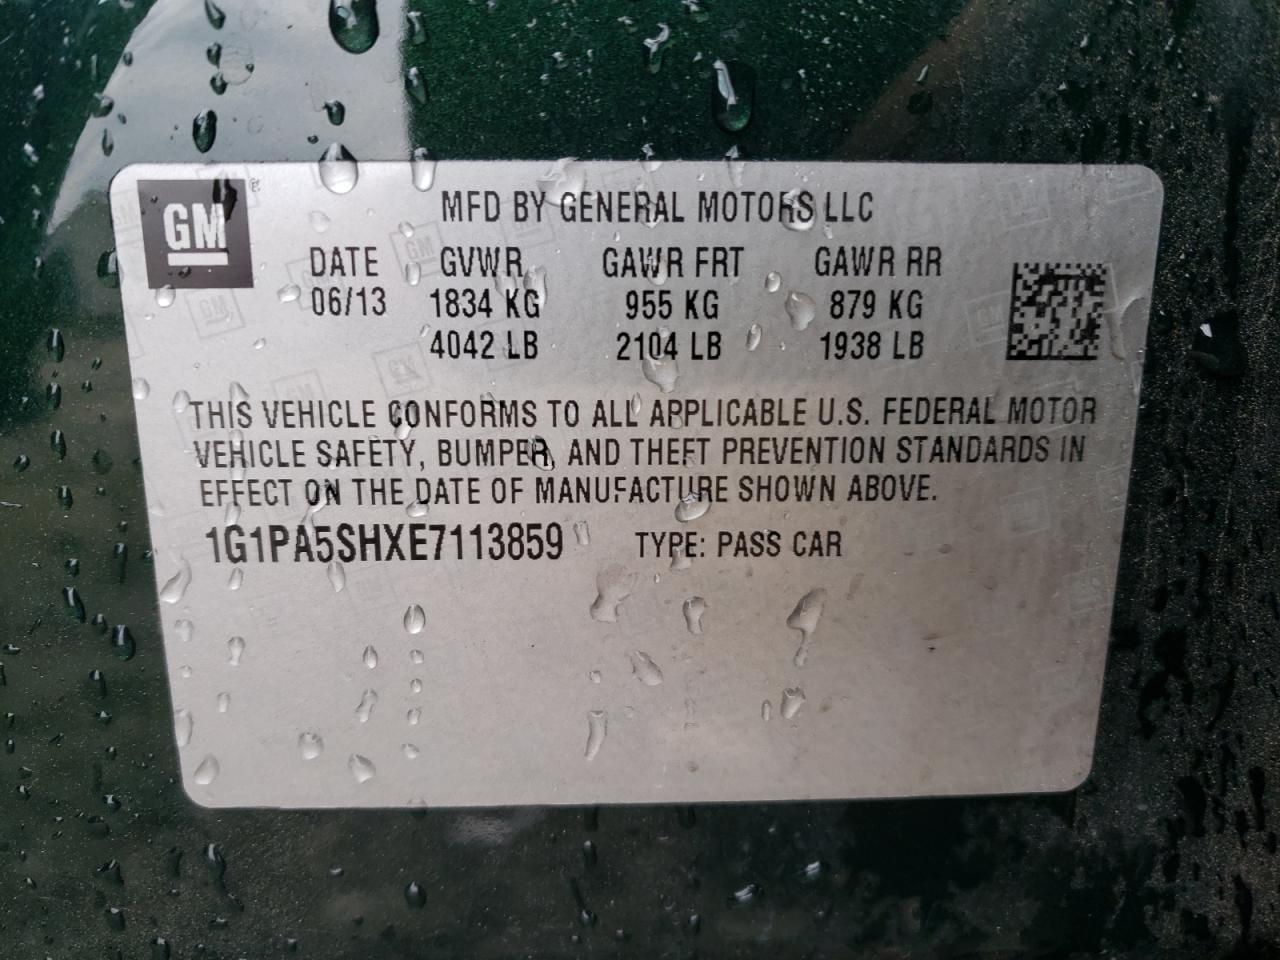 GM
MFD BY GENERAL MOTORS LLC
DATE GVWR GAWR FRT GAWR RR
06/13 1834 KG 955 KG 879 KG
4042 LB 2104 LB 1938 LB
THIS VEHICLE CONFORMS TO ALL APPLICABLE U.S. FEDERAL MOTOR
VEHICLE SAFETY, BUMPER, AND THEFT PREVENTION STANDARDS IN
EFFECT ON THE DATE OF MANUFACTURE SHOWN ABOVE.
1G1PA5SHXE7113859 TYPE: PASS CAR